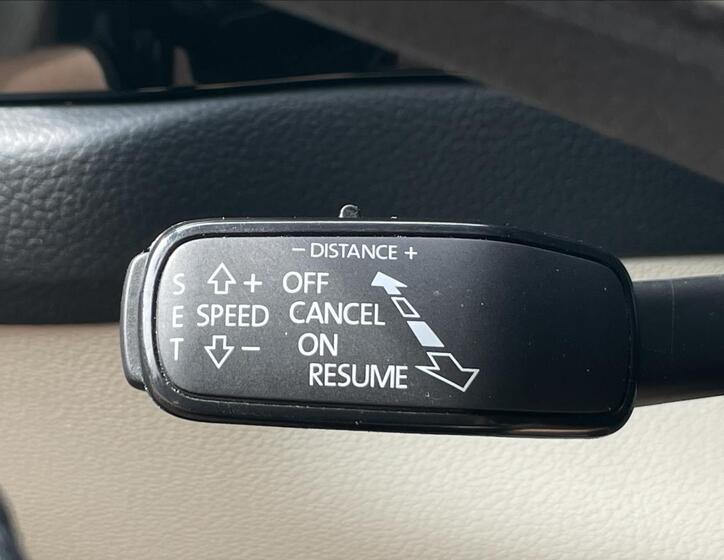 − DISTANCE +
S + OFF
E SPEED CANCEL
T − ON
RESUME